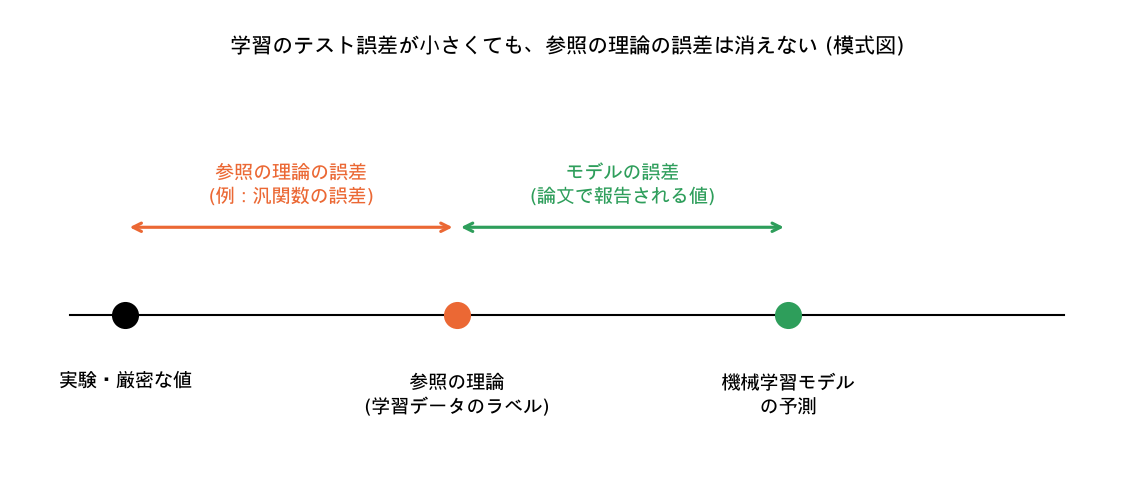 学習のテスト誤差が小さくても、参照の理論の誤差は消えない (模式図)
参照の理論の誤差
(例：汎関数の誤差)
モデルの誤差
(論文で報告される値)
実験・厳密な値
参照の理論
(学習データのラベル)
機械学習モデル
の予測